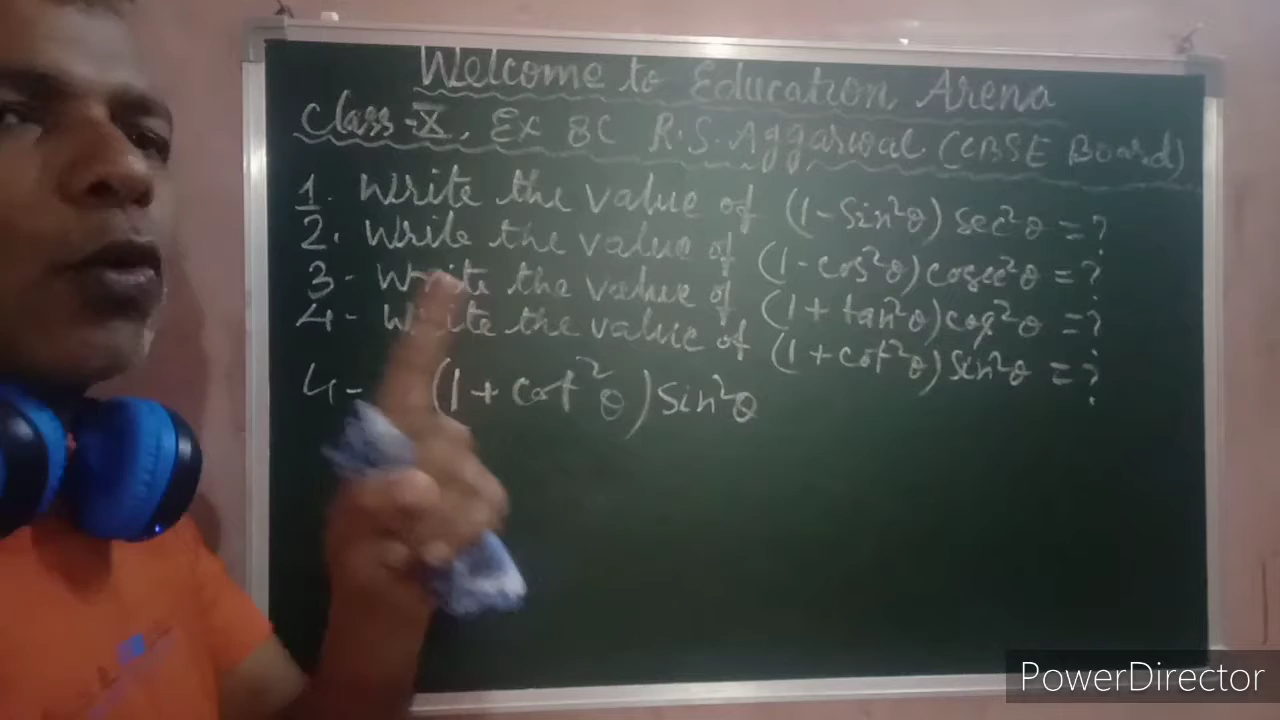 Welcome to Education Arena
Class-X, Ex 8C R.S. Aggarwal (CBSE Board)
1. Write the value of (1-Sin²θ) sec²θ = ?
2. Write the value of (1-cos²θ) cosec²θ = ?
3- Write the value of (1+tan²θ) cos²θ = ?
4- Write the value of (1+cot²θ) Sin²θ = ?
4- (1+cot²θ) Sin²θ
PowerDirector